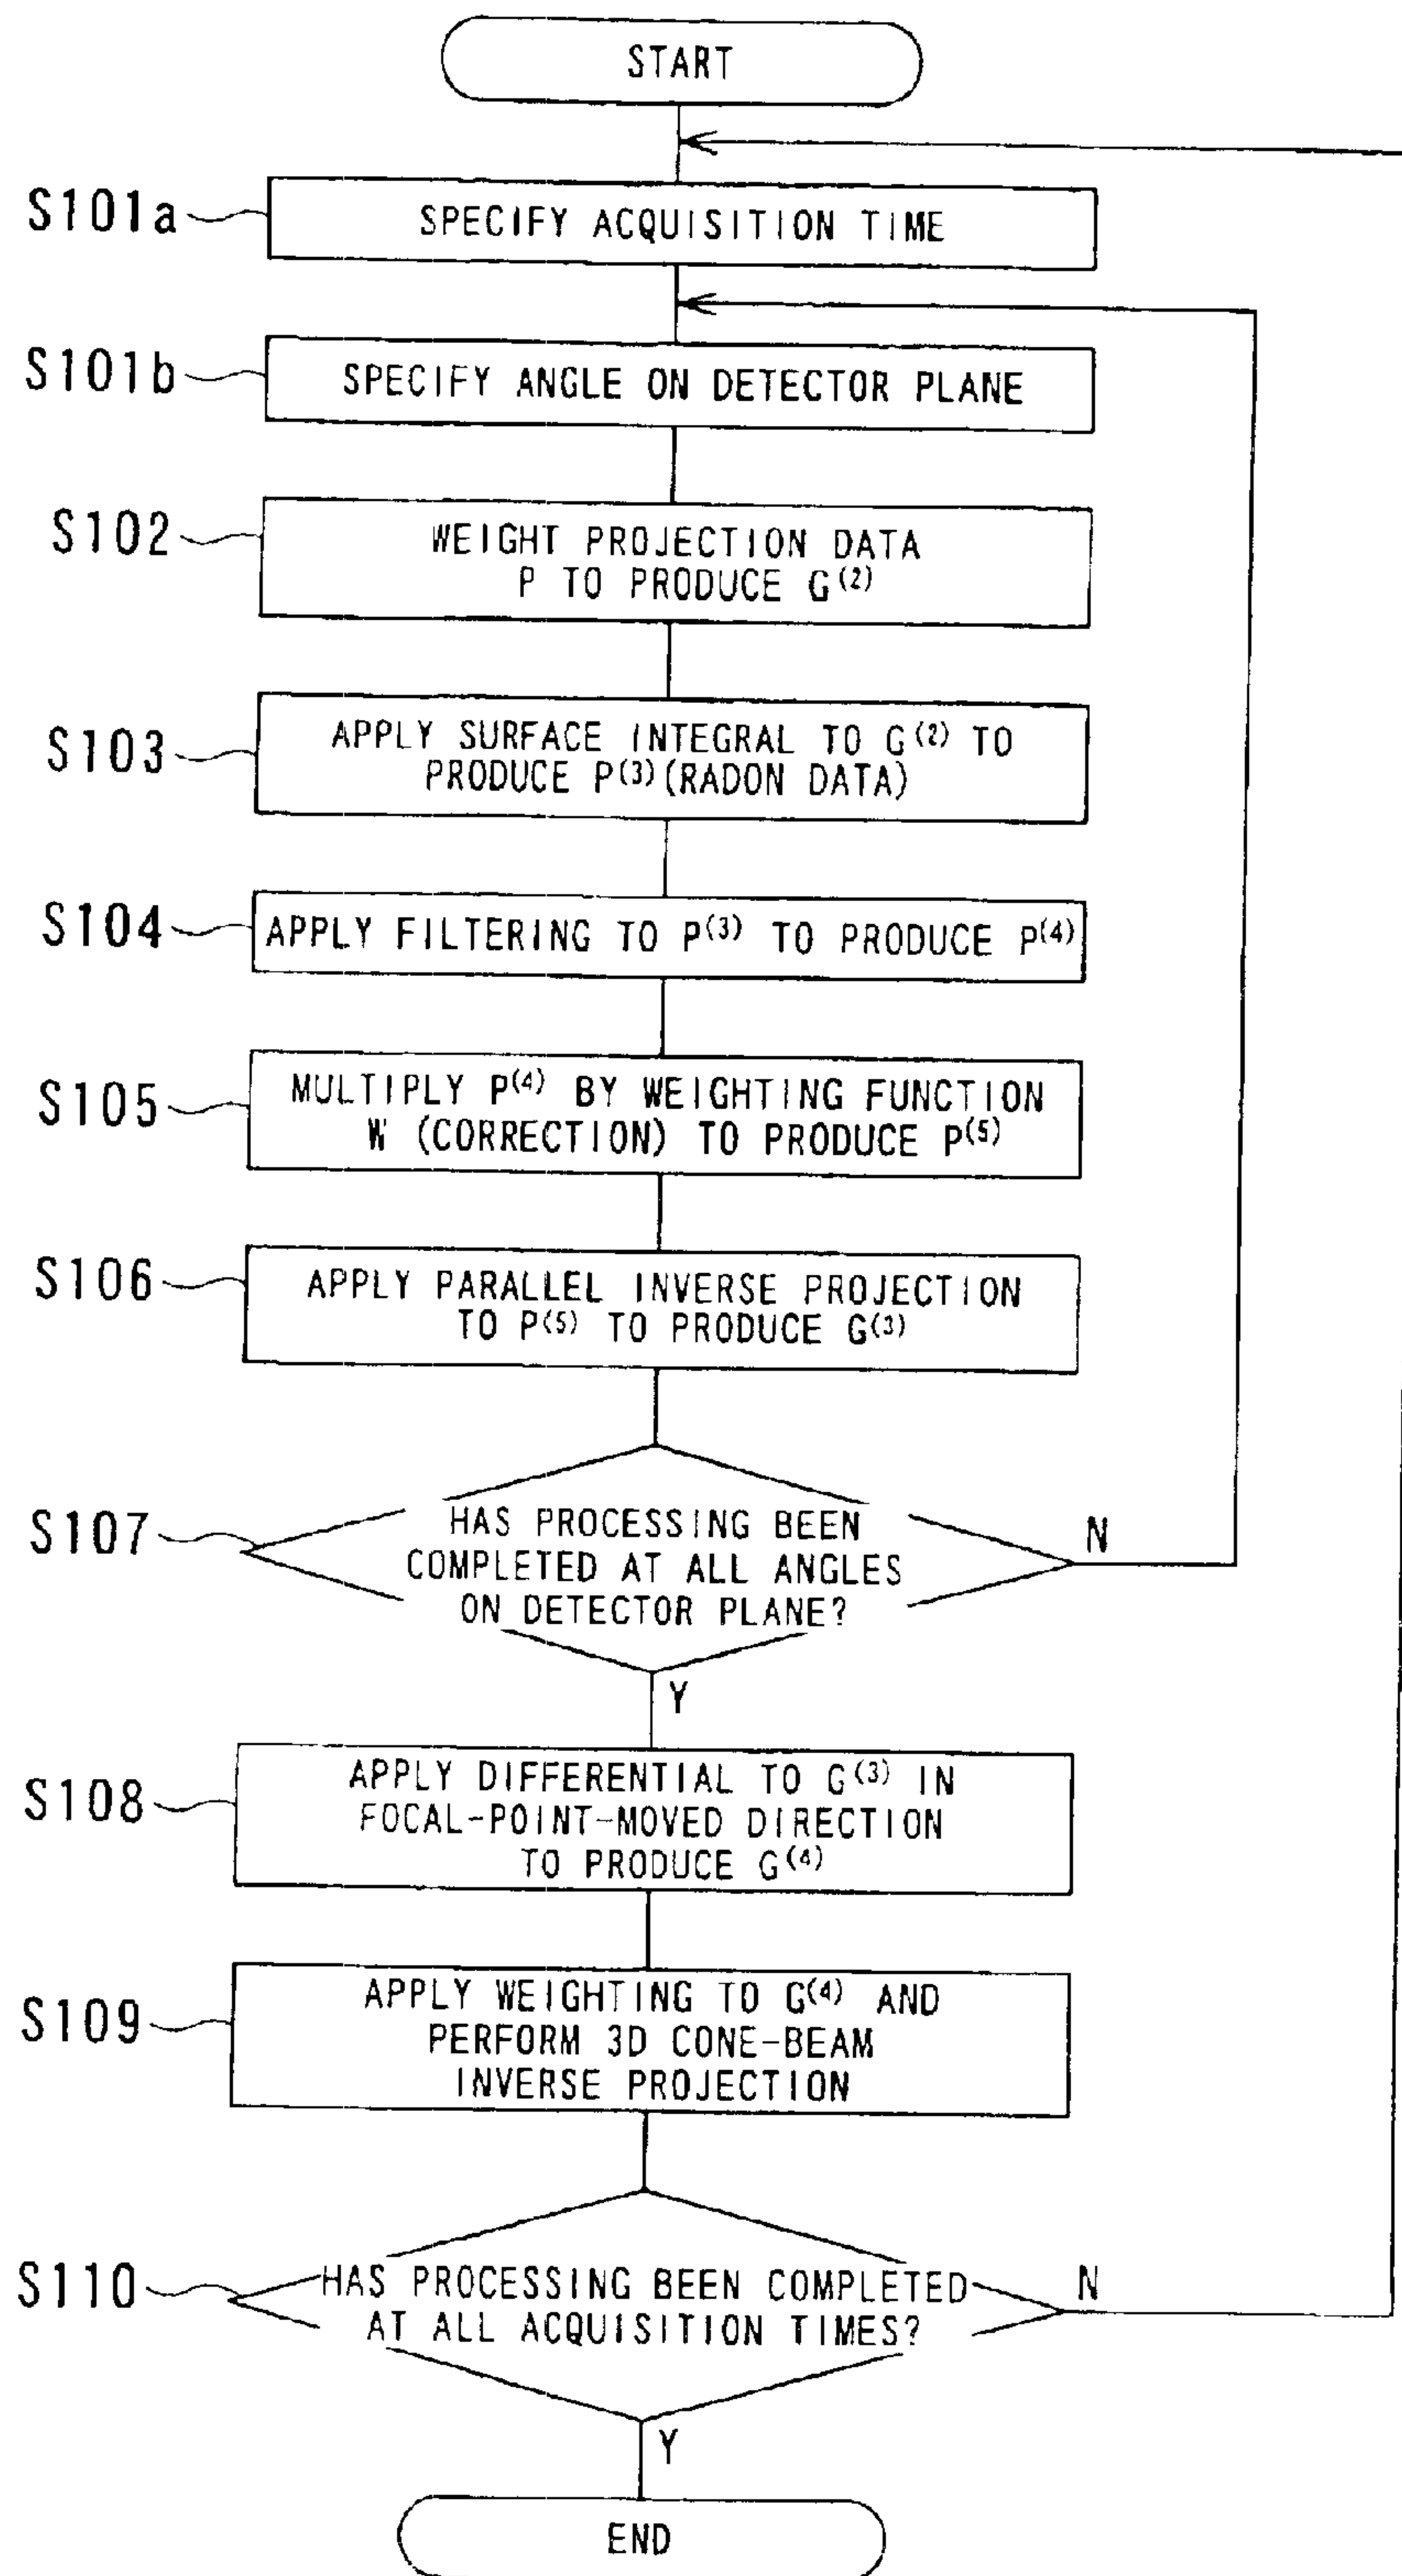 START
S101a
SPECIFY ACQUISITION TIME
S101b
SPECIFY ANGLE ON DETECTOR PLANE
S102
WEIGHT PROJECTION DATA
P TO PRODUCE G(2)
S103
APPLY SURFACE INTEGRAL TO G(2) TO
PRODUCE P(3)(RADON DATA)
S104
APPLY FILTERING TO P(3) TO PRODUCE P(4)
S105
MULTIPLY P(4) BY WEIGHTING FUNCTION
W (CORRECTION) TO PRODUCE P(5)
S106
APPLY PARALLEL INVERSE PROJECTION
TO P(5) TO PRODUCE G(3)
S107
HAS PROCESSING BEEN
COMPLETED AT ALL ANGLES
ON DETECTOR PLANE?
N
Y
S108
APPLY DIFFERENTIAL TO G(3) IN
FOCAL-POINT-MOVED DIRECTION
TO PRODUCE G(4)
S109
APPLY WEIGHTING TO G(4) AND
PERFORM 3D CONE-BEAM
INVERSE PROJECTION
S110
HAS PROCESSING BEEN COMPLETED
AT ALL ACQUISITION TIMES?
N
Y
END